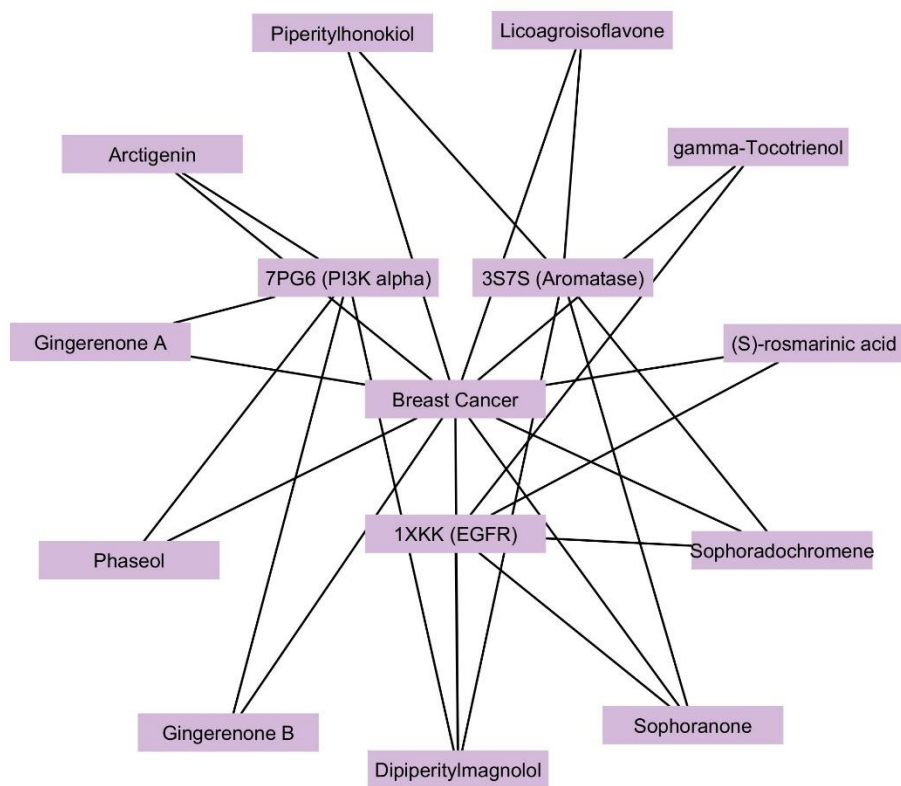 Piperitylhonokiol
Licoagroisoflavone
Arctigenin
gamma-Tocotrienol
7PG6 (PI3K alpha)
3S7S (Aromatase)
Gingerenone A
(S)-rosmarinic acid
Breast Cancer
1XKK (EGFR)
Phaseol
Sophoradochromene
Gingerenone B
Sophoranone
Dipiperitylmagnolol